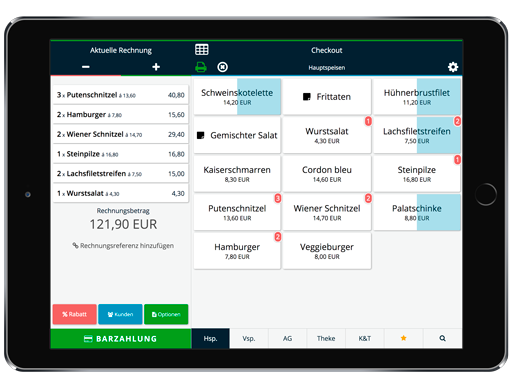 Aktuelle Rechnung
Checkout
Hauptspeisen
3 x Putenschnitzel à 13,60 40,80
2 x Hamburger à 7,80 15,60
2 x Wiener Schnitzel à 14,70 29,40
1 x Steinpilze à 16,80 16,80
2 x Lachsfiletstreifen à 7,50 15,00
1 x Wurstsalat à 4,30 4,30
Rechnungsbetrag
121,90 EUR
Rechnungsreferenz hinzufügen
Rabatt Kunden Optionen
BARZAHLUNG
Schweinskotelette
14,20 EUR
Frittaten
Hühnerbrustfilet
11,20 EUR
Gemischter Salat
Wurstsalat 1
4,30 EUR
Lachsfiletstreifen 2
7,50 EUR
Kaiserschmarren
8,30 EUR
Cordon bleu
14,60 EUR
Steinpilze 1
16,80 EUR
Putenschnitzel 3
13,60 EUR
Wiener Schnitzel 2
14,70 EUR
Palatschinke
8,80 EUR
Hamburger 2
7,80 EUR
Veggieburger
8,00 EUR
Hsp. Vsp. AG Theke K&T